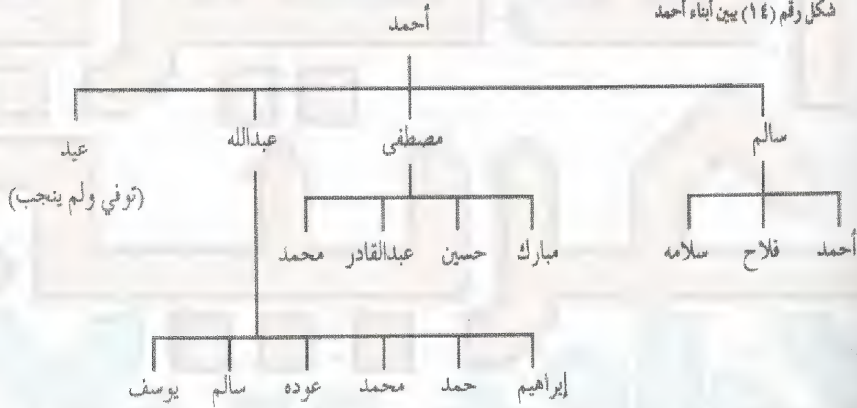 شكل رقم (١٤) يبين أبناء أحمد
أحمد
سالم مصطفى عبدالله عيد
(توفي ولم ينجب)
أحمد فلاح سلامه مبارك حسين عبدالقادر محمد
إبراهيم حمد محمد عوده سالم يوسف